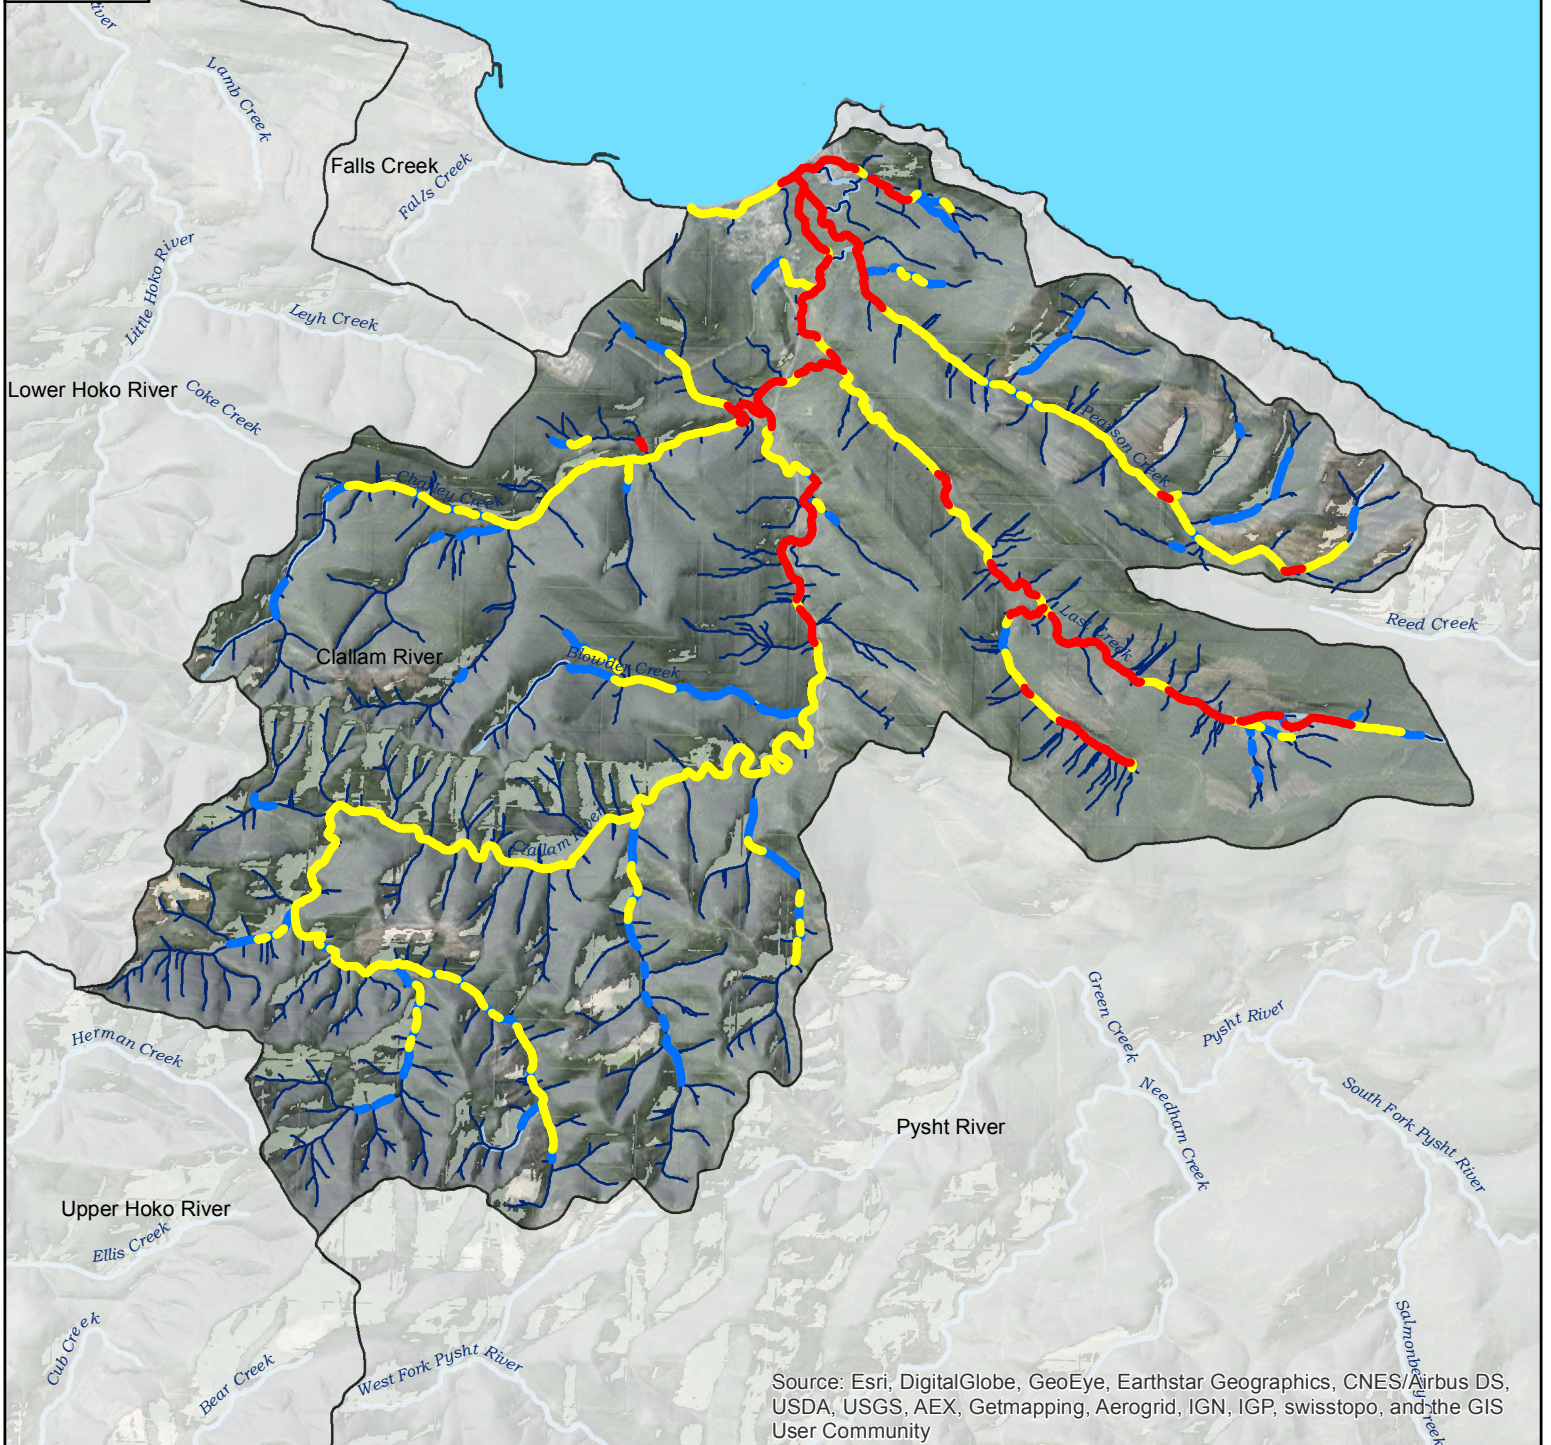 River
Lamb Creek
Falls Creek
Falls Creek
Little Hoko River
Leyh Creek
Lower Hoko River
Coke Creek
Pearson Creek
Charley Creek
Last Creek
Reed Creek
Clallam River
Blowder Creek
Clallam River
Green Creek
Pysht River
Herman Creek
Needham Creek
South Fork Pysht River
Pysht River
Upper Hoko River
Ellis Creek
Cub Creek
Bear Creek
West Fork Pysht River
Salmonberry Creek
Source: Esri, DigitalGlobe, GeoEye, Earthstar Geographics, CNES/Airbus DS,
USDA, USGS, AEX, Getmapping, Aerogrid, IGN, IGP, swisstopo, and the GIS
User Community